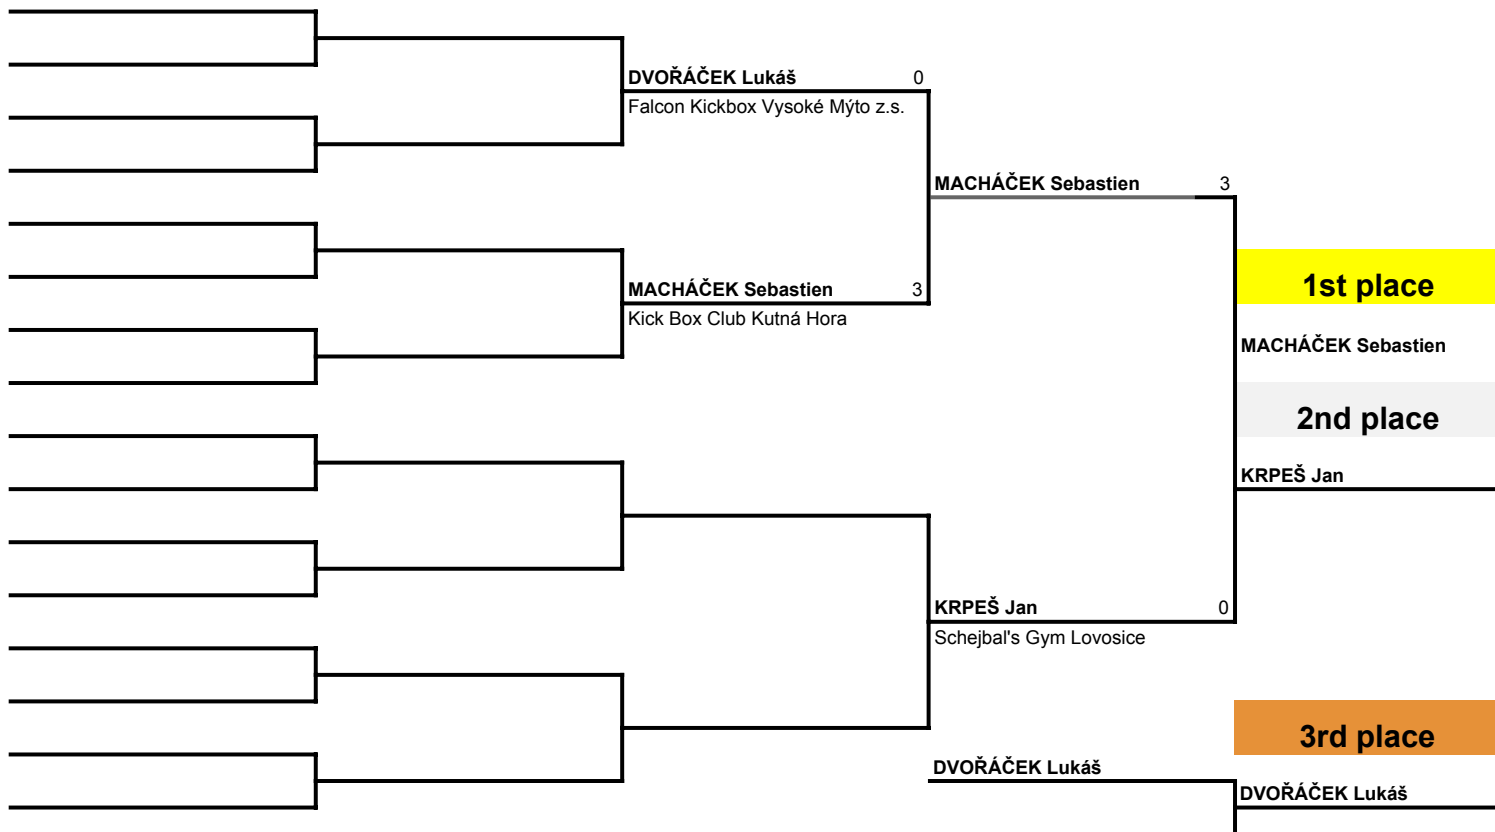 DVOŘÁČEK Lukáš 0
Falcon Kickbox Vysoké Mýto z.s.
MACHÁČEK Sebastien 3
1st place
MACHÁČEK Sebastien 3
Kick Box Club Kutná Hora
MACHÁČEK Sebastien
2nd place
KRPEŠ Jan
KRPEŠ Jan 0
Schejbal's Gym Lovosice
3rd place
DVOŘÁČEK Lukáš
DVOŘÁČEK Lukáš